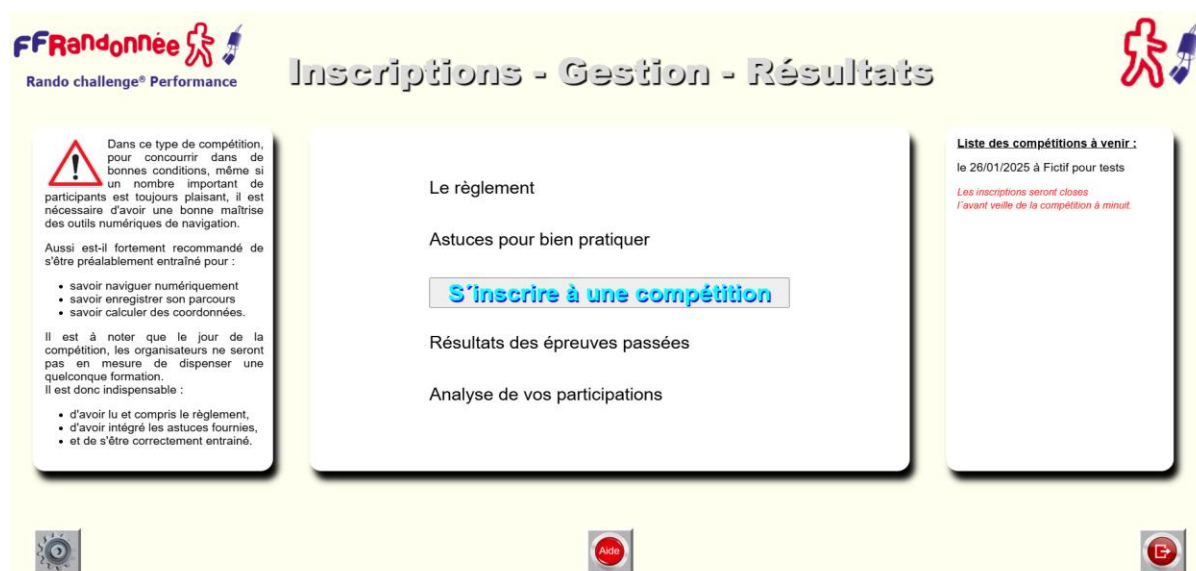 FFRandonnée
Rando challenge® Performance
Inscriptions - Gestion - Résultats
Dans ce type de compétition,
pour concourrir dans de
bonnes conditions, même si
un nombre important de
participants est toujours plaisant, il est
nécessaire d'avoir une bonne maîtrise
des outils numériques de navigation.
Aussi est-il fortement recommandé de
s'être préalablement entraîné pour :
• savoir naviguer numériquement
• savoir enregistrer son parcours
• savoir calculer des coordonnées.
Il est à noter que le jour de la
compétition, les organisateurs ne seront
pas en mesure de dispenser une
quelconque formation.
Il est donc indispensable :
• d'avoir lu et compris le règlement,
• d'avoir intégré les astuces fournies,
• et de s'être correctement entrainé.
Le règlement
Astuces pour bien pratiquer
S´inscrire à une compétition
Résultats des épreuves passées
Analyse de vos participations
Liste des compétitions à venir :
le 26/01/2025 à Fictif pour tests
Les inscriptions seront closes
l´avant veille de la compétition à minuit.
Aide